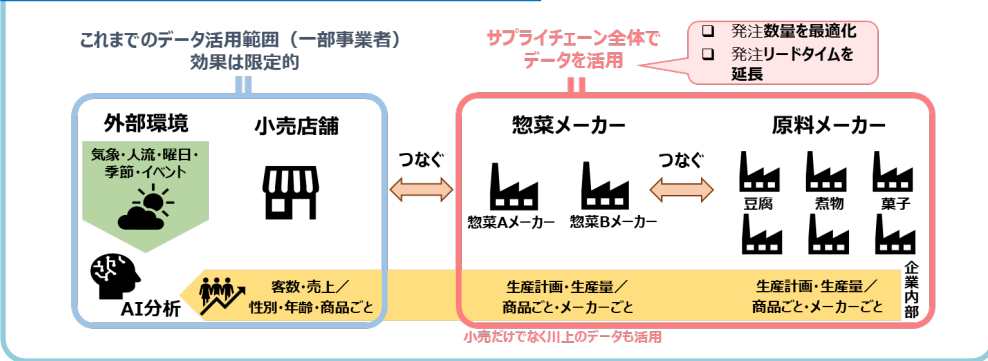 これまでのデータ活用範囲（一部事業者）
効果は限定的
サプライチェーン全体で
データを活用
❑ 発注数量を最適化
❑ 発注リードタイムを
延長
外部環境
小売店舗
惣菜メーカー
原料メーカー
気象・人流・曜日・
季節・イベント
つなぐ
つなぐ
惣菜Aメーカー
惣菜Bメーカー
豆腐
煮物
菓子
AI分析
客数・売上／
性別・年齢・商品ごと
生産計画・生産量／
商品ごと・メーカーごと
生産計画・生産量／
商品ごと・メーカーごと
企業内部
小売だけでなく川上のデータも活用